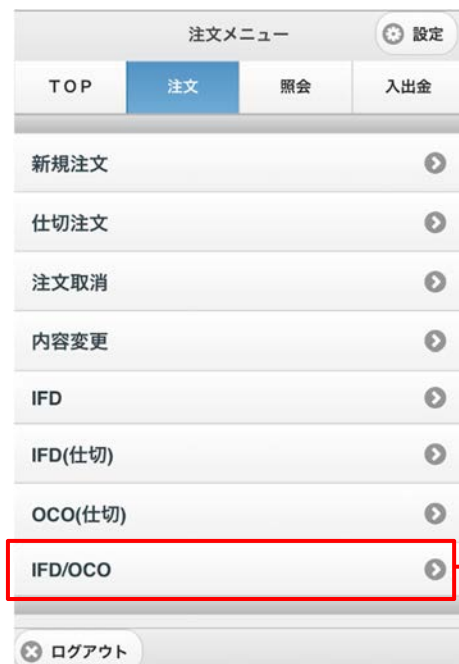 注文メニュー
設定
TOP 注文 照会 入出金
新規注文
仕切注文
注文取消
内容変更
IFD
IFD(仕切)
OCO(仕切)
IFD/OCO
ログアウト